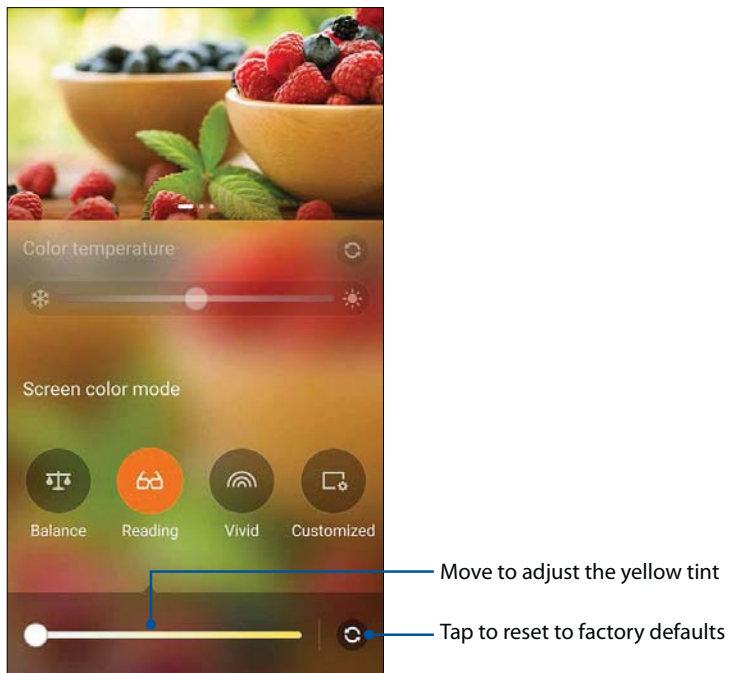 Color temperature
Screen color mode
Balance Reading Vivid Customized
Move to adjust the yellow tint
Tap to reset to factory defaults